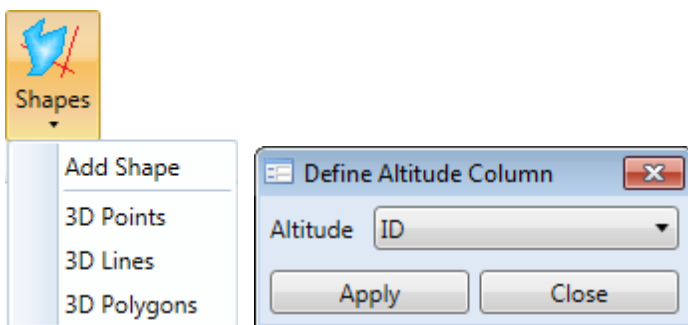 Shapes
Add Shape
3D Points
3D Lines
3D Polygons
Define Altitude Column
Altitude ID
Apply Close